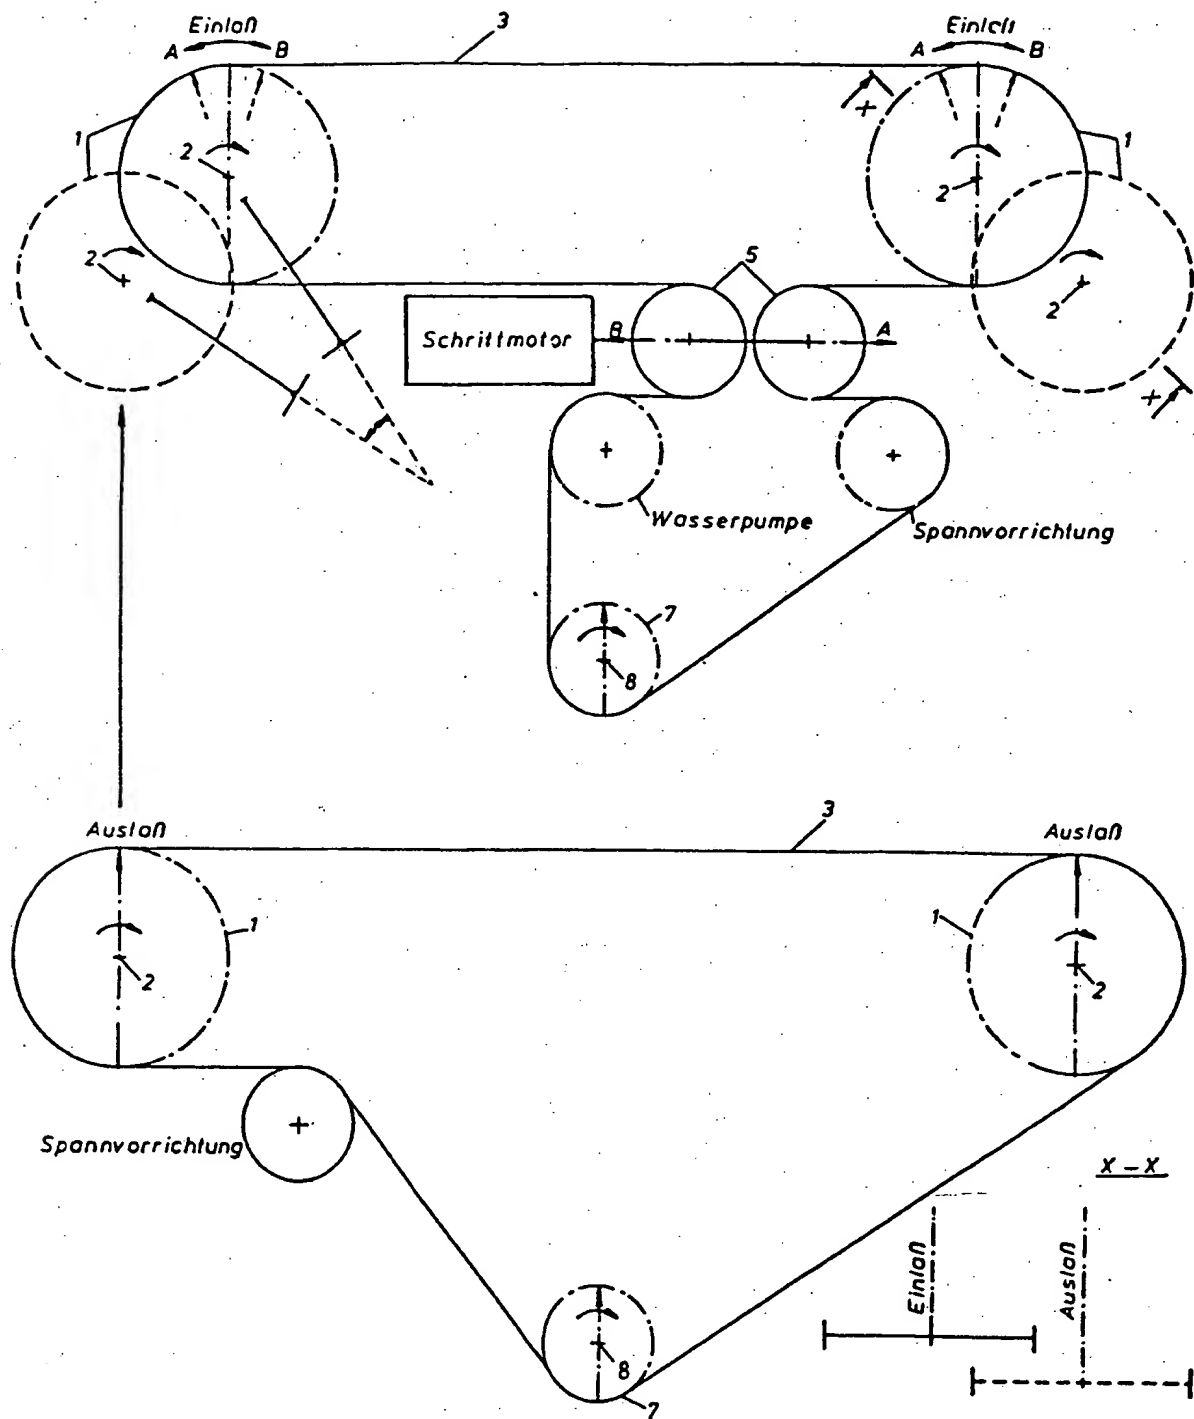 Einlaß
A B
3
Einlaß
A B
1
2
X
1
2
2
2
5
Schrittmotor
B
A
X
Wasserpumpe
Spannvorrichtung
7
8
3
Auslaß
Auslaß
1
2
1
2
Spannvorrichtung
X – X
Einlaß
Auslaß
8
7